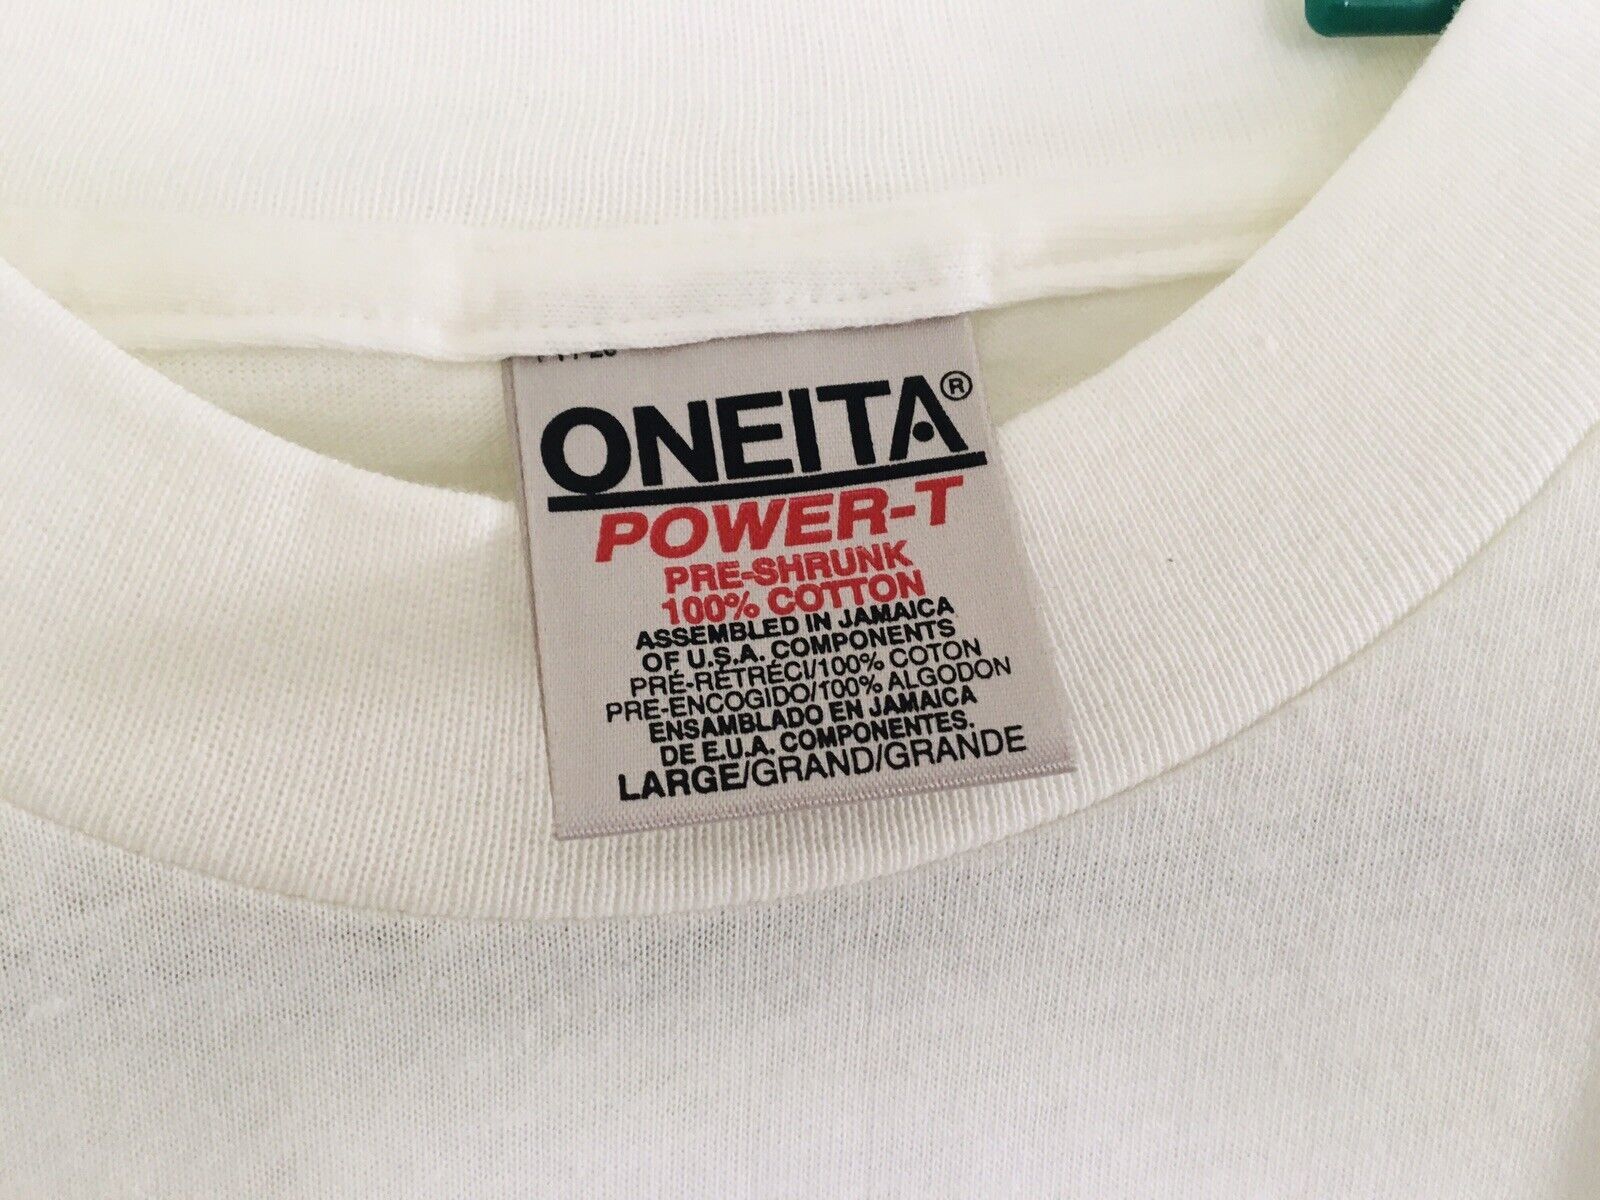 ONEITA®
POWER-T
PRE-SHRUNK
100% COTTON
ASSEMBLED IN JAMAICA
OF U.S.A. COMPONENTS
PRÉ-RÉTRÉCI/100% COTON
PRE-ENCOGIDO/100% ALGODON
ENSAMBLADO EN JAMAICA
DE E.U.A. COMPONENTES.
LARGE/GRAND/GRANDE